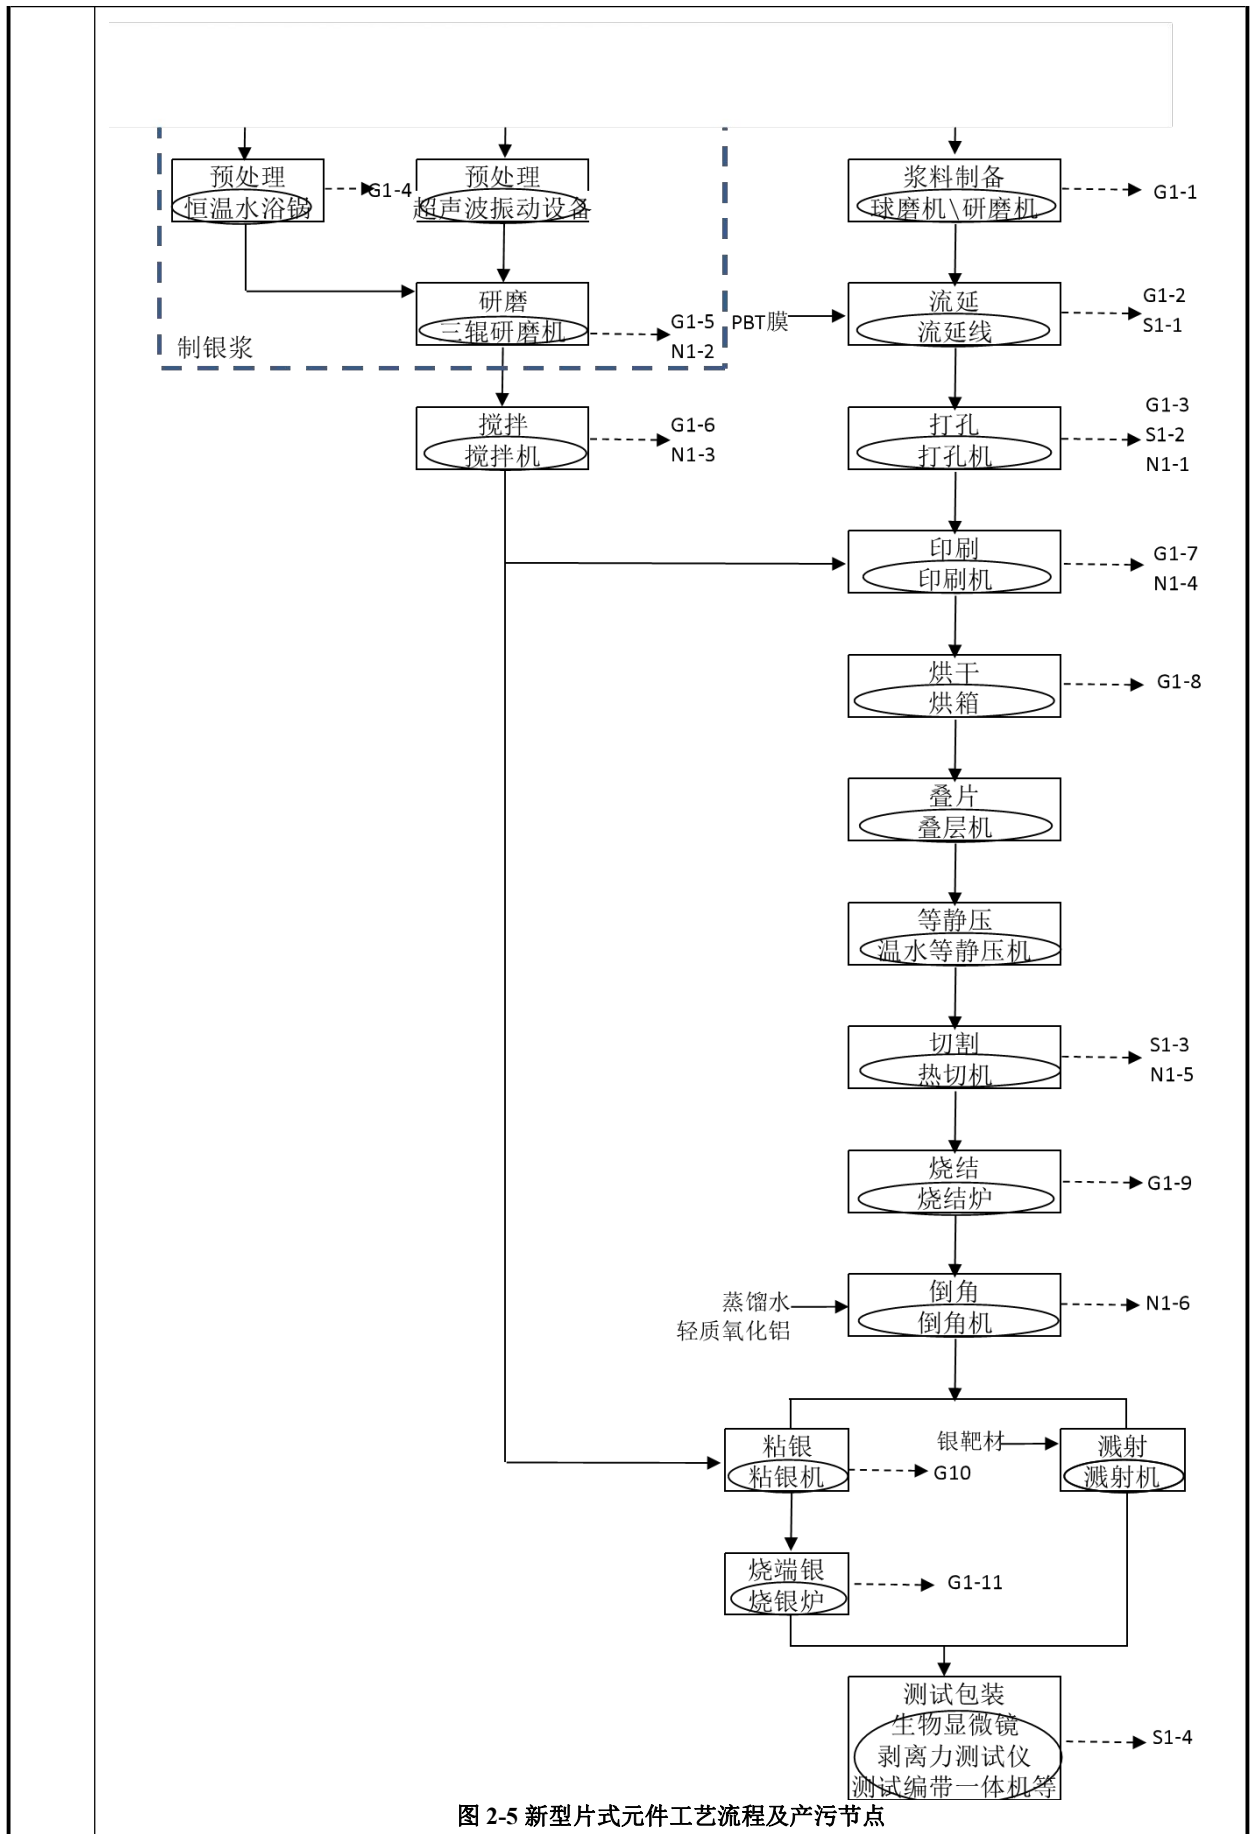 预处理
恒温水浴锅
G1-4
预处理
超声波振动设备
浆料制备
球磨机\研磨机
G1-1
研磨
三辊研磨机
G1-5
N1-2
制银浆
PBT膜
流延
流延线
G1-2
S1-1
搅拌
搅拌机
G1-6
N1-3
打孔
打孔机
G1-3
S1-2
N1-1
印刷
印刷机
G1-7
N1-4
烘干
烘箱
G1-8
叠片
叠层机
等静压
温水等静压机
切割
热切机
S1-3
N1-5
烧结
烧结炉
G1-9
蒸馏水
轻质氧化铝
倒角
倒角机
N1-6
粘银
粘银机
G10
银靶材
溅射
溅射机
烧端银
烧银炉
G1-11
测试包装
生物显微镜
剥离力测试仪
测试编带一体机等
S1-4
图 2-5 新型片式元件工艺流程及产污节点